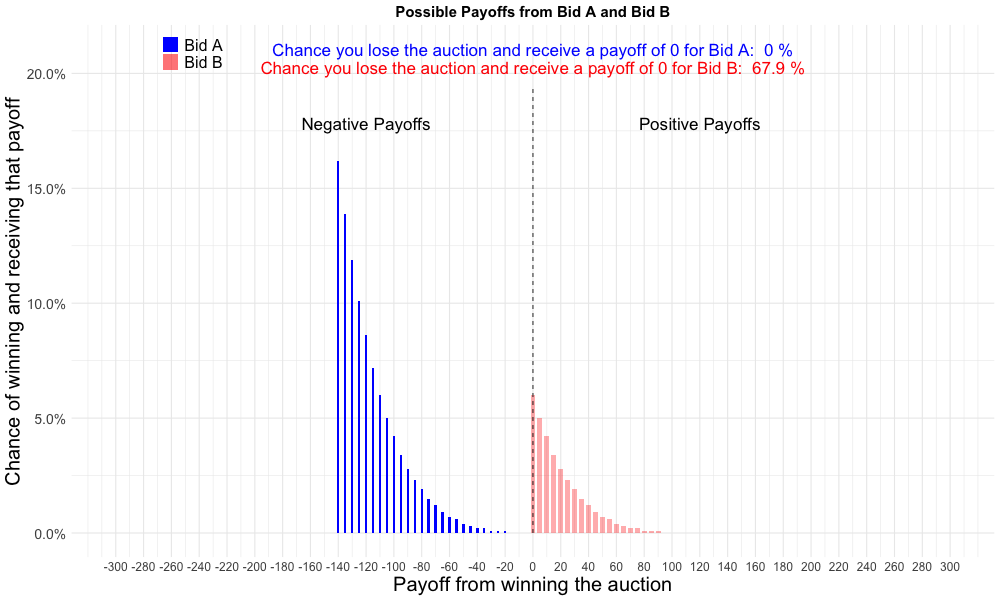 Possible Payoffs from Bid A and Bid B
Bid A
Bid B
Chance you lose the auction and receive a payoff of 0 for Bid A:  0 %
Chance you lose the auction and receive a payoff of 0 for Bid B:  67.9 %
Negative Payoffs
Positive Payoffs
Chance of winning and receiving that payoff
20.0%
15.0%
10.0%
5.0%
0.0%
-300 -280 -260 -240 -220 -200 -180 -160 -140 -120 -100 -80 -60 -40 -20 0 20 40 60 80 100 120 140 160 180 200 220 240 260 280 300
Payoff from winning the auction